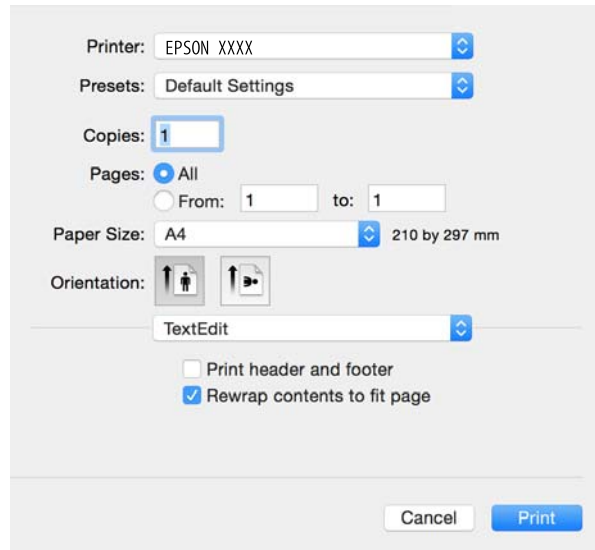 Printer: EPSON XXXX
Presets: Default Settings
Copies: 1
Pages: All
From: 1 to: 1
Paper Size: A4 210 by 297 mm
Orientation:
TextEdit
Print header and footer
Rewrap contents to fit page
Cancel Print